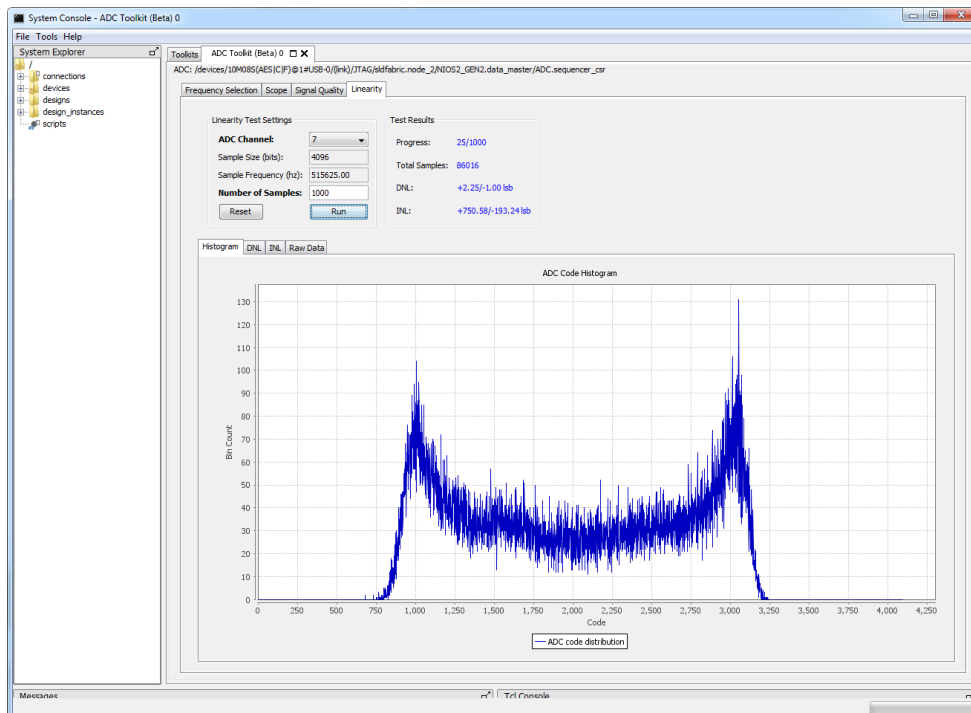 System Console - ADC Toolkit (Beta) 0
File Tools Help
System Explorer
/
connections
devices
designs
design_instances
scripts
Toolkits ADC Toolkit (Beta) 0
ADC: /devices/10M08S(AES|C|F)@1#USB-0/(link)/JTAG/sldfabric.node_2/NIOS2_GEN2.data_master/ADC.sequencer_csr
Frequency Selection Scope Signal Quality Linearity
Linearity Test Settings
ADC Channel: 7
Sample Size (bits): 4096
Sample Frequency (hz): 515625.00
Number of Samples: 1000
Reset Run
Test Results
Progress: 25/1000
Total Samples: 86016
DNL: +2.25/-1.00 lsb
INL: +750.58/-193.24 lsb
Histogram DNL INL Raw Data
ADC Code Histogram
Bin Count
130
120
110
100
90
80
70
60
50
40
30
20
10
0
0 250 500 750 1,000 1,250 1,500 1,750 2,000 2,250 2,500 2,750 3,000 3,250 3,500 3,750 4,000 4,250
Code
ADC code distribution
Messages
Tcl Console